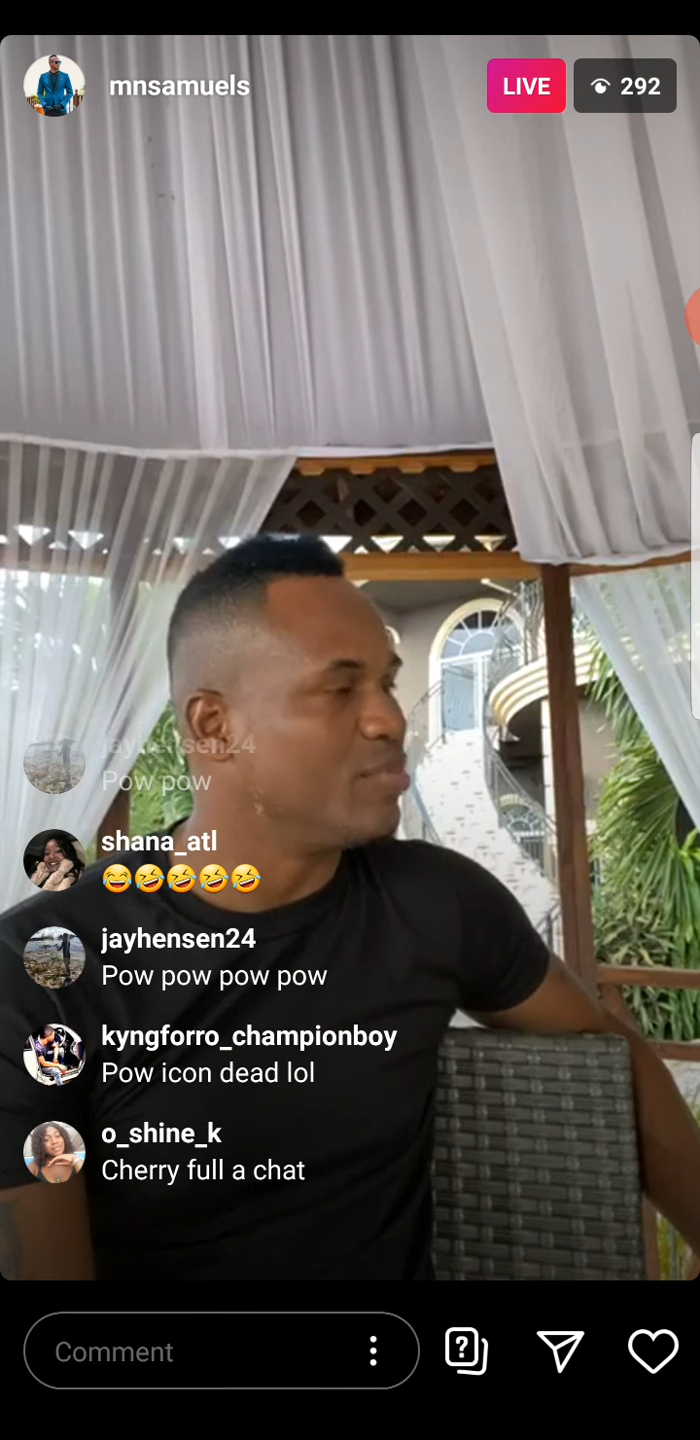 mnsamuels
LIVE
292
jayhensen24
Pow pow
shana_atl
😂🤣🤣🤣🤣
jayhensen24
Pow pow pow pow
kyngforro_championboy
Pow icon dead lol
o_shine_k
Cherry full a chat
Comment